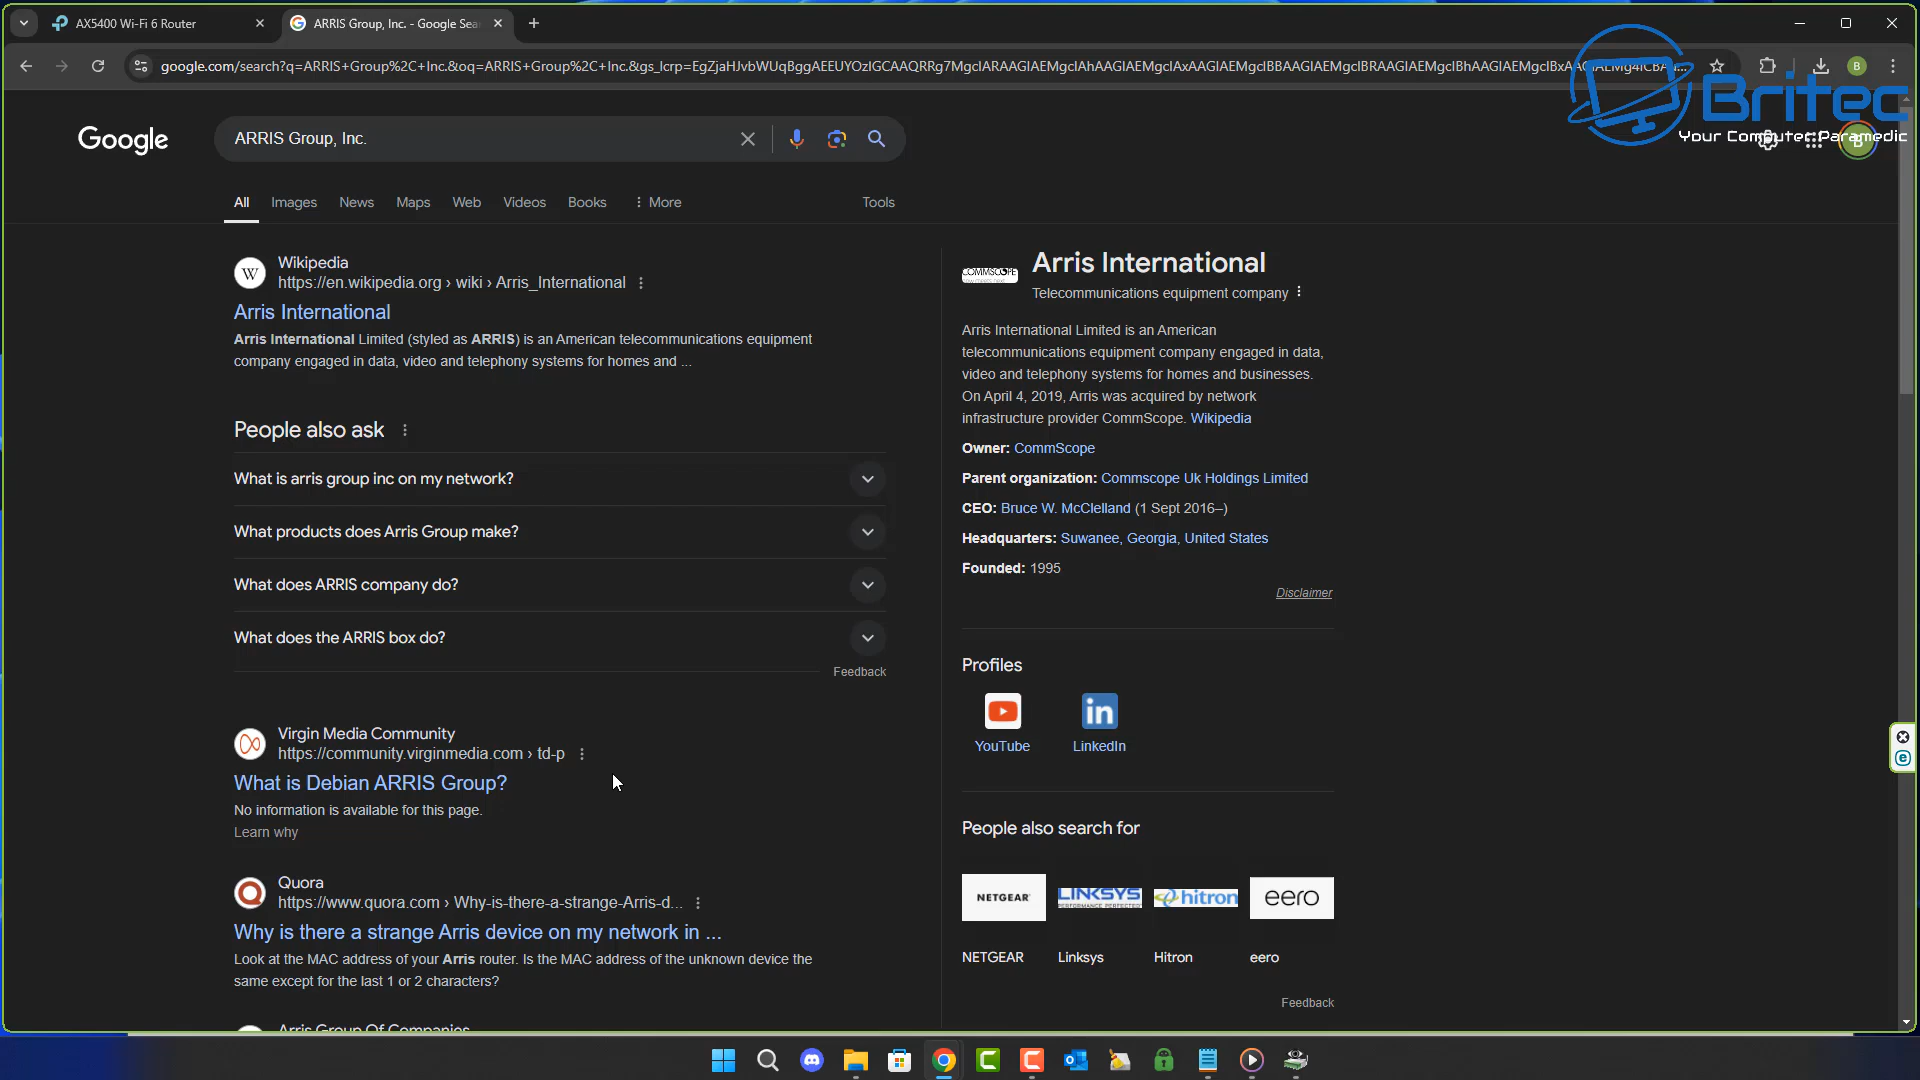 AX5400 Wi-Fi 6 Router
ARRIS Group, Inc. - Google Sea
google.com/search?q=ARRIS+Group%2C+Inc.&oq=ARRIS+Group%2C+Inc.
Britec
Your Computer Paramedic
Google
ARRIS Group, Inc.
B
All Images News Maps Web Videos Books More Tools
W
Wikipedia
https://en.wikipedia.org › wiki › Arris_International
Arris International
Arris International Limited (styled as ARRIS) is an American telecommunications equipment
company engaged in data, video and telephony systems for homes and ...
People also ask
What is arris group inc on my network?
What products does Arris Group make?
What does ARRIS company do?
What does the ARRIS box do?
Feedback
Virgin Media Community
https://community.virginmedia.com › td-p
What is Debian ARRIS Group?
No information is available for this page.
Learn why
Quora
https://www.quora.com › Why-is-there-a-strange-Arris-d...
Why is there a strange Arris device on my network in ...
Look at the MAC address of your Arris router. Is the MAC address of the unknown device the
same except for the last 1 or 2 characters?
Arris Group Of Companies
COMMSCOPE
Arris International
Telecommunications equipment company
Arris International Limited is an American
telecommunications equipment company engaged in data,
video and telephony systems for homes and businesses.
On April 4, 2019, Arris was acquired by network
infrastructure provider CommScope. Wikipedia
Owner: CommScope
Parent organization: Commscope Uk Holdings Limited
CEO: Bruce W. McClelland (1 Sept 2016–)
Headquarters: Suwanee, Georgia, United States
Founded: 1995
Disclaimer
Profiles
in
YouTube LinkedIn
People also search for
NETGEAR LINKSYS hitron eero
NETGEAR Linksys Hitron eero
Feedback